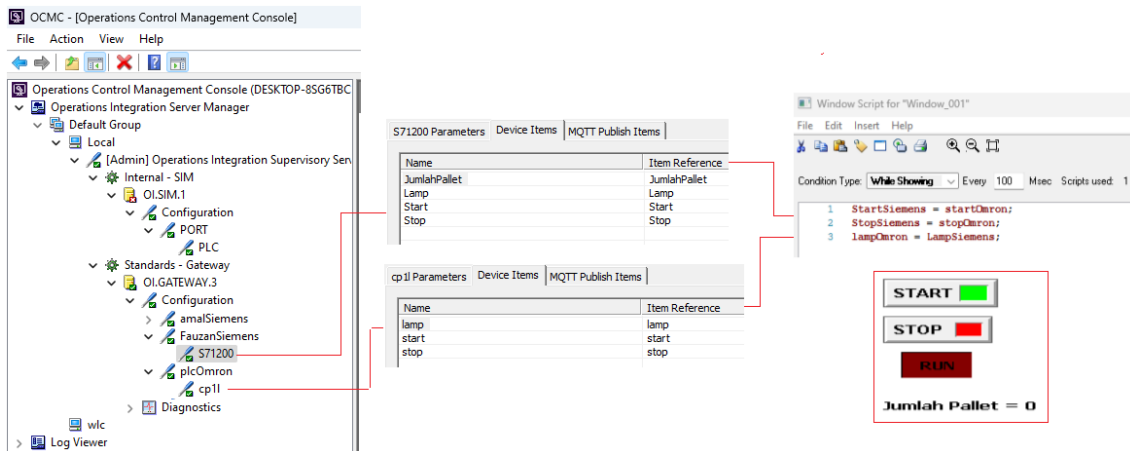 OCMC - [Operations Control Management Console]
File Action View Help
Operations Control Management Console (DESKTOP-8SG6TBC
Operations Integration Server Manager
Default Group
Local
[Admin] Operations Integration Supervisory Serv
Internal - SIM
OI.SIM.1
Configuration
PORT
PLC
Standards - Gateway
OI.GATEWAY.3
Configuration
amalSiemens
FauzanSiemens
S71200
plcOmron
cp1l
Diagnostics
wlc
Log Viewer
S71200 Parameters Device Items MQTT Publish Items
Name Item Reference
JumlahPallet JumlahPallet
Lamp Lamp
Start Start
Stop Stop
cp1l Parameters Device Items MQTT Publish Items
Name Item Reference
lamp lamp
start start
stop stop
Window Script for "Window_001"
File Edit Insert Help
Condition Type: While Showing Every 100 Msec Scripts used: 1
1 StartSiemens = startOmron;
2 StopSiemens = stopOmron;
3 lampOmron = LampSiemens;
START
STOP
RUN
Jumlah Pallet = 0